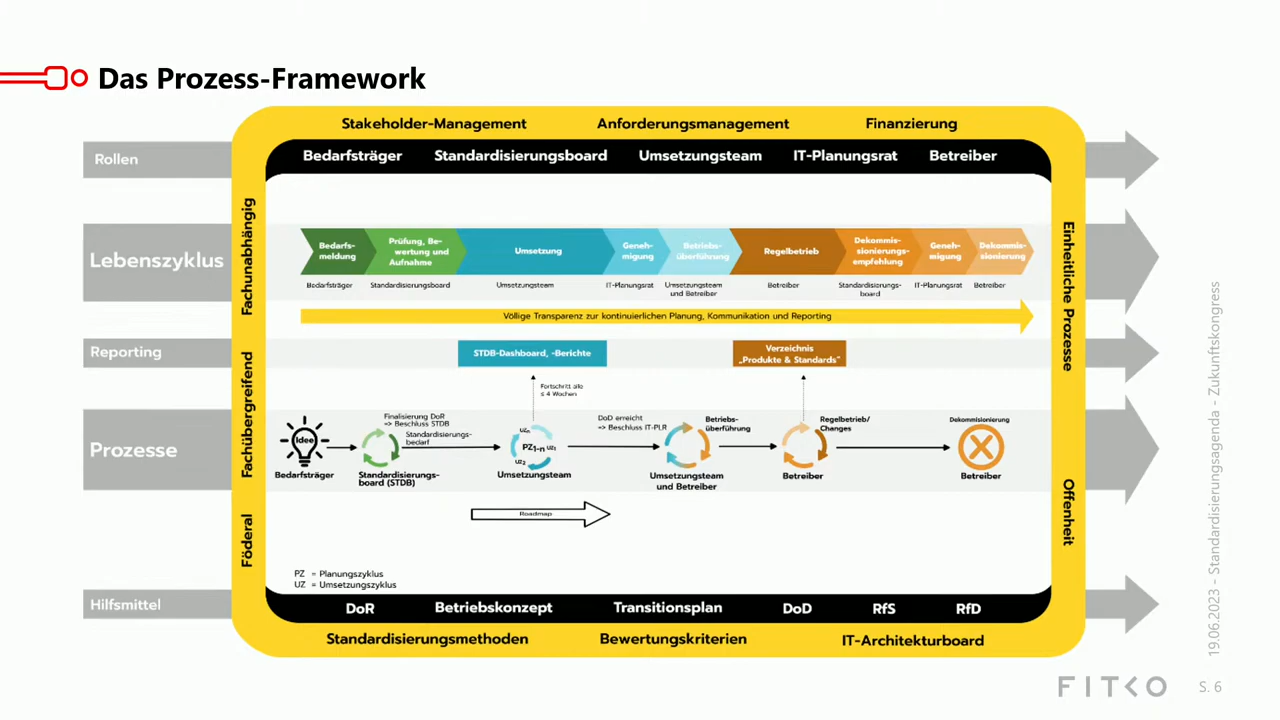 Das Prozess-Framework
Stakeholder-Management Anforderungsmanagement Finanzierung
Rollen
Bedarfsträger Standardisierungsboard Umsetzungsteam IT-Planungsrat Betreiber
Fachunabhängig
Fachübergreifend
Föderal
Einheitliche Prozesse
Offenheit
Lebenszyklus
Bedarfs-
meldung
Prüfung, Be-
wertung und
Aufnahme
Umsetzung
Geneh-
migung
Betriebs-
überführung
Regelbetrieb
Dekommis-
sionierungs-
empfehlung
Geneh-
migung
Dekommis-
sionierung
Bedarfsträger
Standardisierungsboard
Umsetzungsteam
IT-Planungsrat
Umsetzungsteam
und Betreiber
Betreiber
Standardisierungs-
board
IT-Planungsrat
Betreiber
Völlige Transparenz zur kontinuierlichen Planung, Kommunikation und Reporting
Reporting
STDB-Dashboard, -Berichte
Verzeichnis
„Produkte & Standards“
Fortschritt alle
≤ 4 Wochen
Prozesse
Idee
Bedarfsträger
Finalisierung DoR
=> Beschluss STDB
Standardisierungs-
bedarf
Standardisierungs-
board (STDB)
UZn
PZ1-n UZ1
UZ2
Umsetzungsteam
DoD erreicht
=> Beschluss IT-PLR
Betriebs-
überführung
Umsetzungsteam
und Betreiber
Regelbetrieb/
Changes
Betreiber
Dekommissionierung
Betreiber
Roadmap
PZ = Planungszyklus
UZ = Umsetzungszyklus
Hilfsmittel
DoR Betriebskonzept Transitionsplan DoD RfS RfD
Standardisierungsmethoden Bewertungskriterien IT-Architekturboard
19.06.2023 - Standardisierungsagenda - Zukunftskongress
FITKO
S. 6